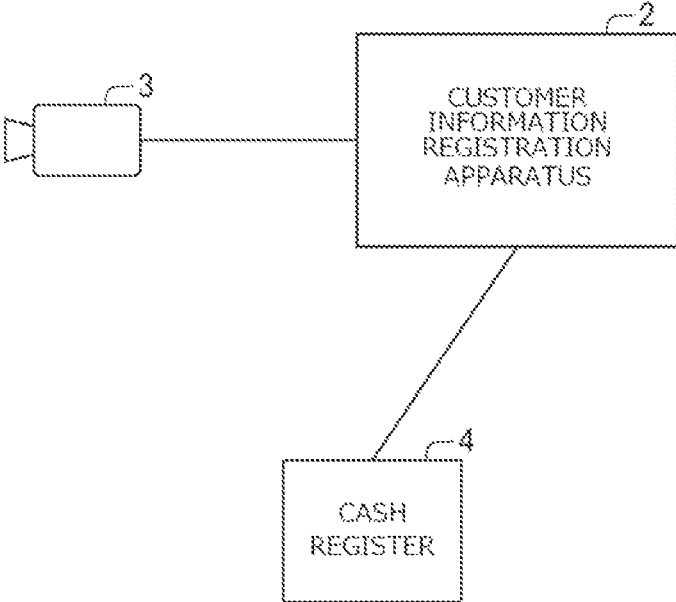 2
3
CUSTOMER
INFORMATION
REGISTRATION
APPARATUS
4
CASH
REGISTER